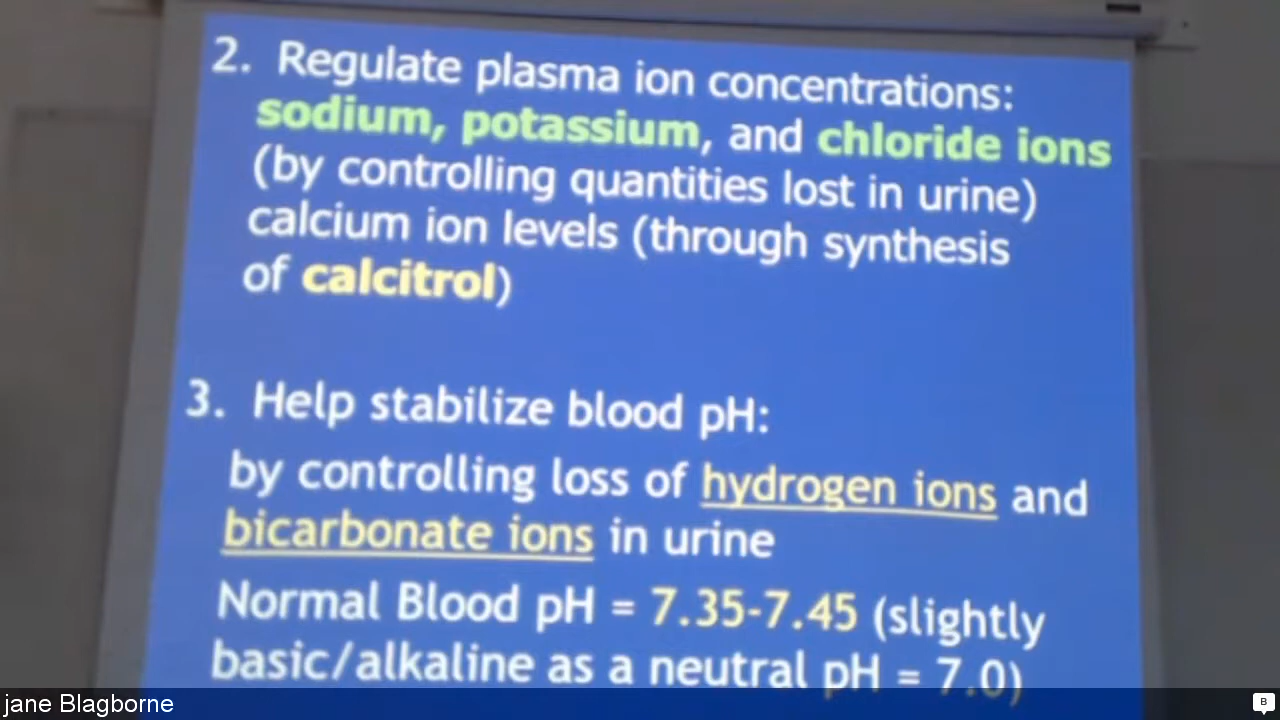 2. Regulate plasma ion concentrations:
sodium, potassium, and chloride ions
(by controlling quantities lost in urine)
calcium ion levels (through synthesis
of calcitrol)
3. Help stabilize blood pH:
by controlling loss of hydrogen ions and
bicarbonate ions in urine
Normal Blood pH = 7.35-7.45 (slightly
basic/alkaline as a neutral pH = 7.0)
jane Blagborne
B